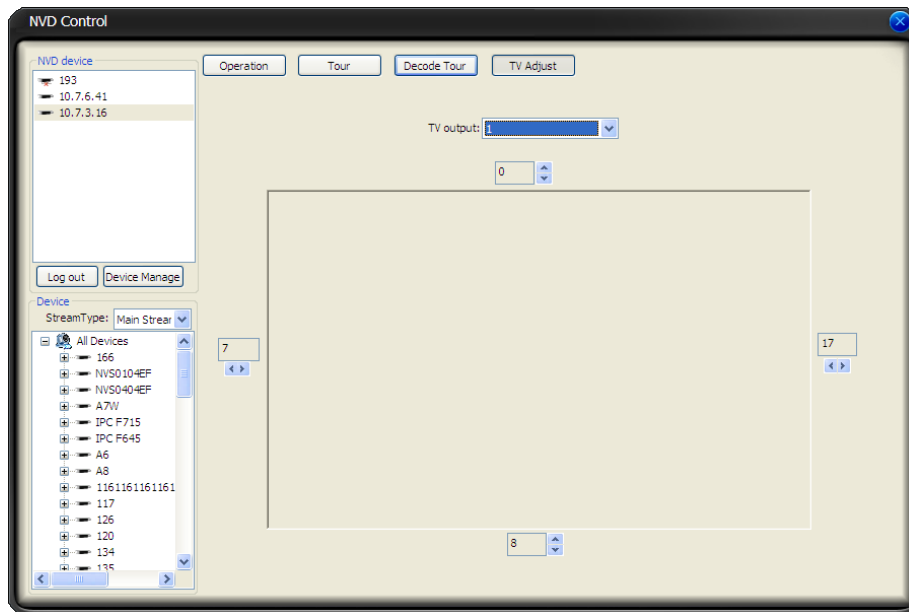 NVD Control
NVD device
193
10.7.6.41
10.7.3.16
Log out
Device Manage
Operation
Tour
Decode Tour
TV Adjust
TV output: 1
0
7
17
8
Device
StreamType: Main Strear
All Devices
166
NVS0104EF
NVS0404EF
A7W
IPC F715
IPC F645
A6
A8
1161161161161
117
126
120
134
135